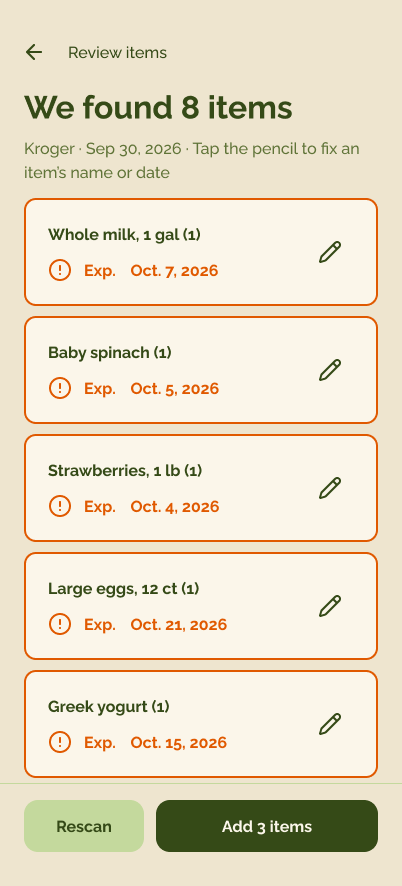 Review items
We found 8 items
Kroger · Sep 30, 2026 · Tap the pencil to fix an
item's name or date
Whole milk, 1 gal (1)
Exp. Oct. 7, 2026
Baby spinach (1)
Exp. Oct. 5, 2026
Strawberries, 1 lb (1)
Exp. Oct. 4, 2026
Large eggs, 12 ct (1)
Exp. Oct. 21, 2026
Greek yogurt (1)
Exp. Oct. 15, 2026
Rescan
Add 3 items